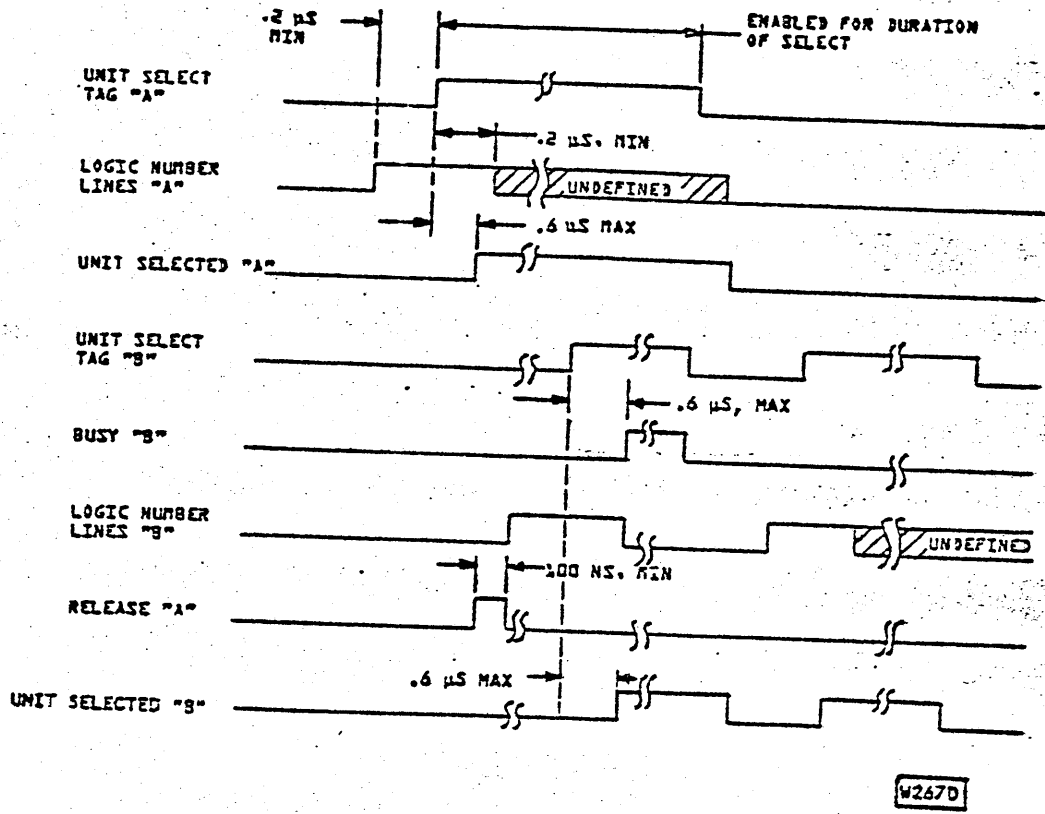 .2 µS
MIN
ENABLED FOR DURATION
OF SELECT
UNIT SELECT
TAG "A"
.2 µS, MIN
LOGIC NUMBER
LINES "A"
UNDEFINED
.6 µS MAX
UNIT SELECTED "A"
UNIT SELECT
TAG "B"
.6 µS, MAX
BUSY "B"
LOGIC NUMBER
LINES "B"
UNDEFINED
100 NS, MIN
RELEASE "A"
.6 µS MAX
UNIT SELECTED "B"
W267D